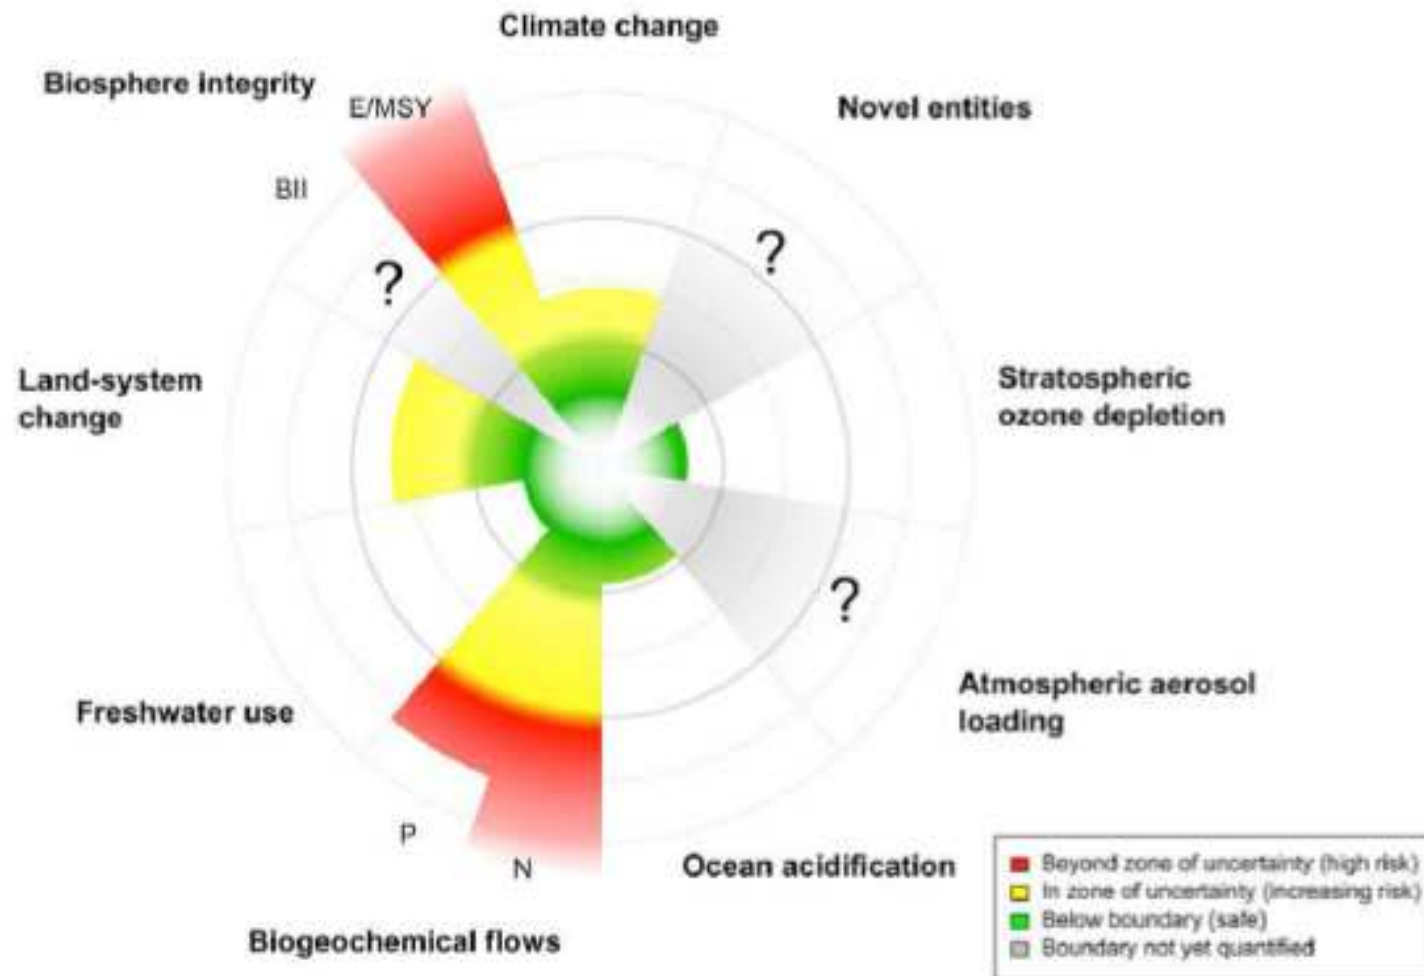 Climate change
Biosphere integrity
E/MSY
Novel entities
BII
?
?
Land-system
change
Stratospheric
ozone depletion
?
Freshwater use
Atmospheric aerosol
loading
P
N
Ocean acidification
Biogeochemical flows
Beyond zone of uncertainty (high risk)
In zone of uncertainty (increasing risk)
Below boundary (safe)
Boundary not yet quantified